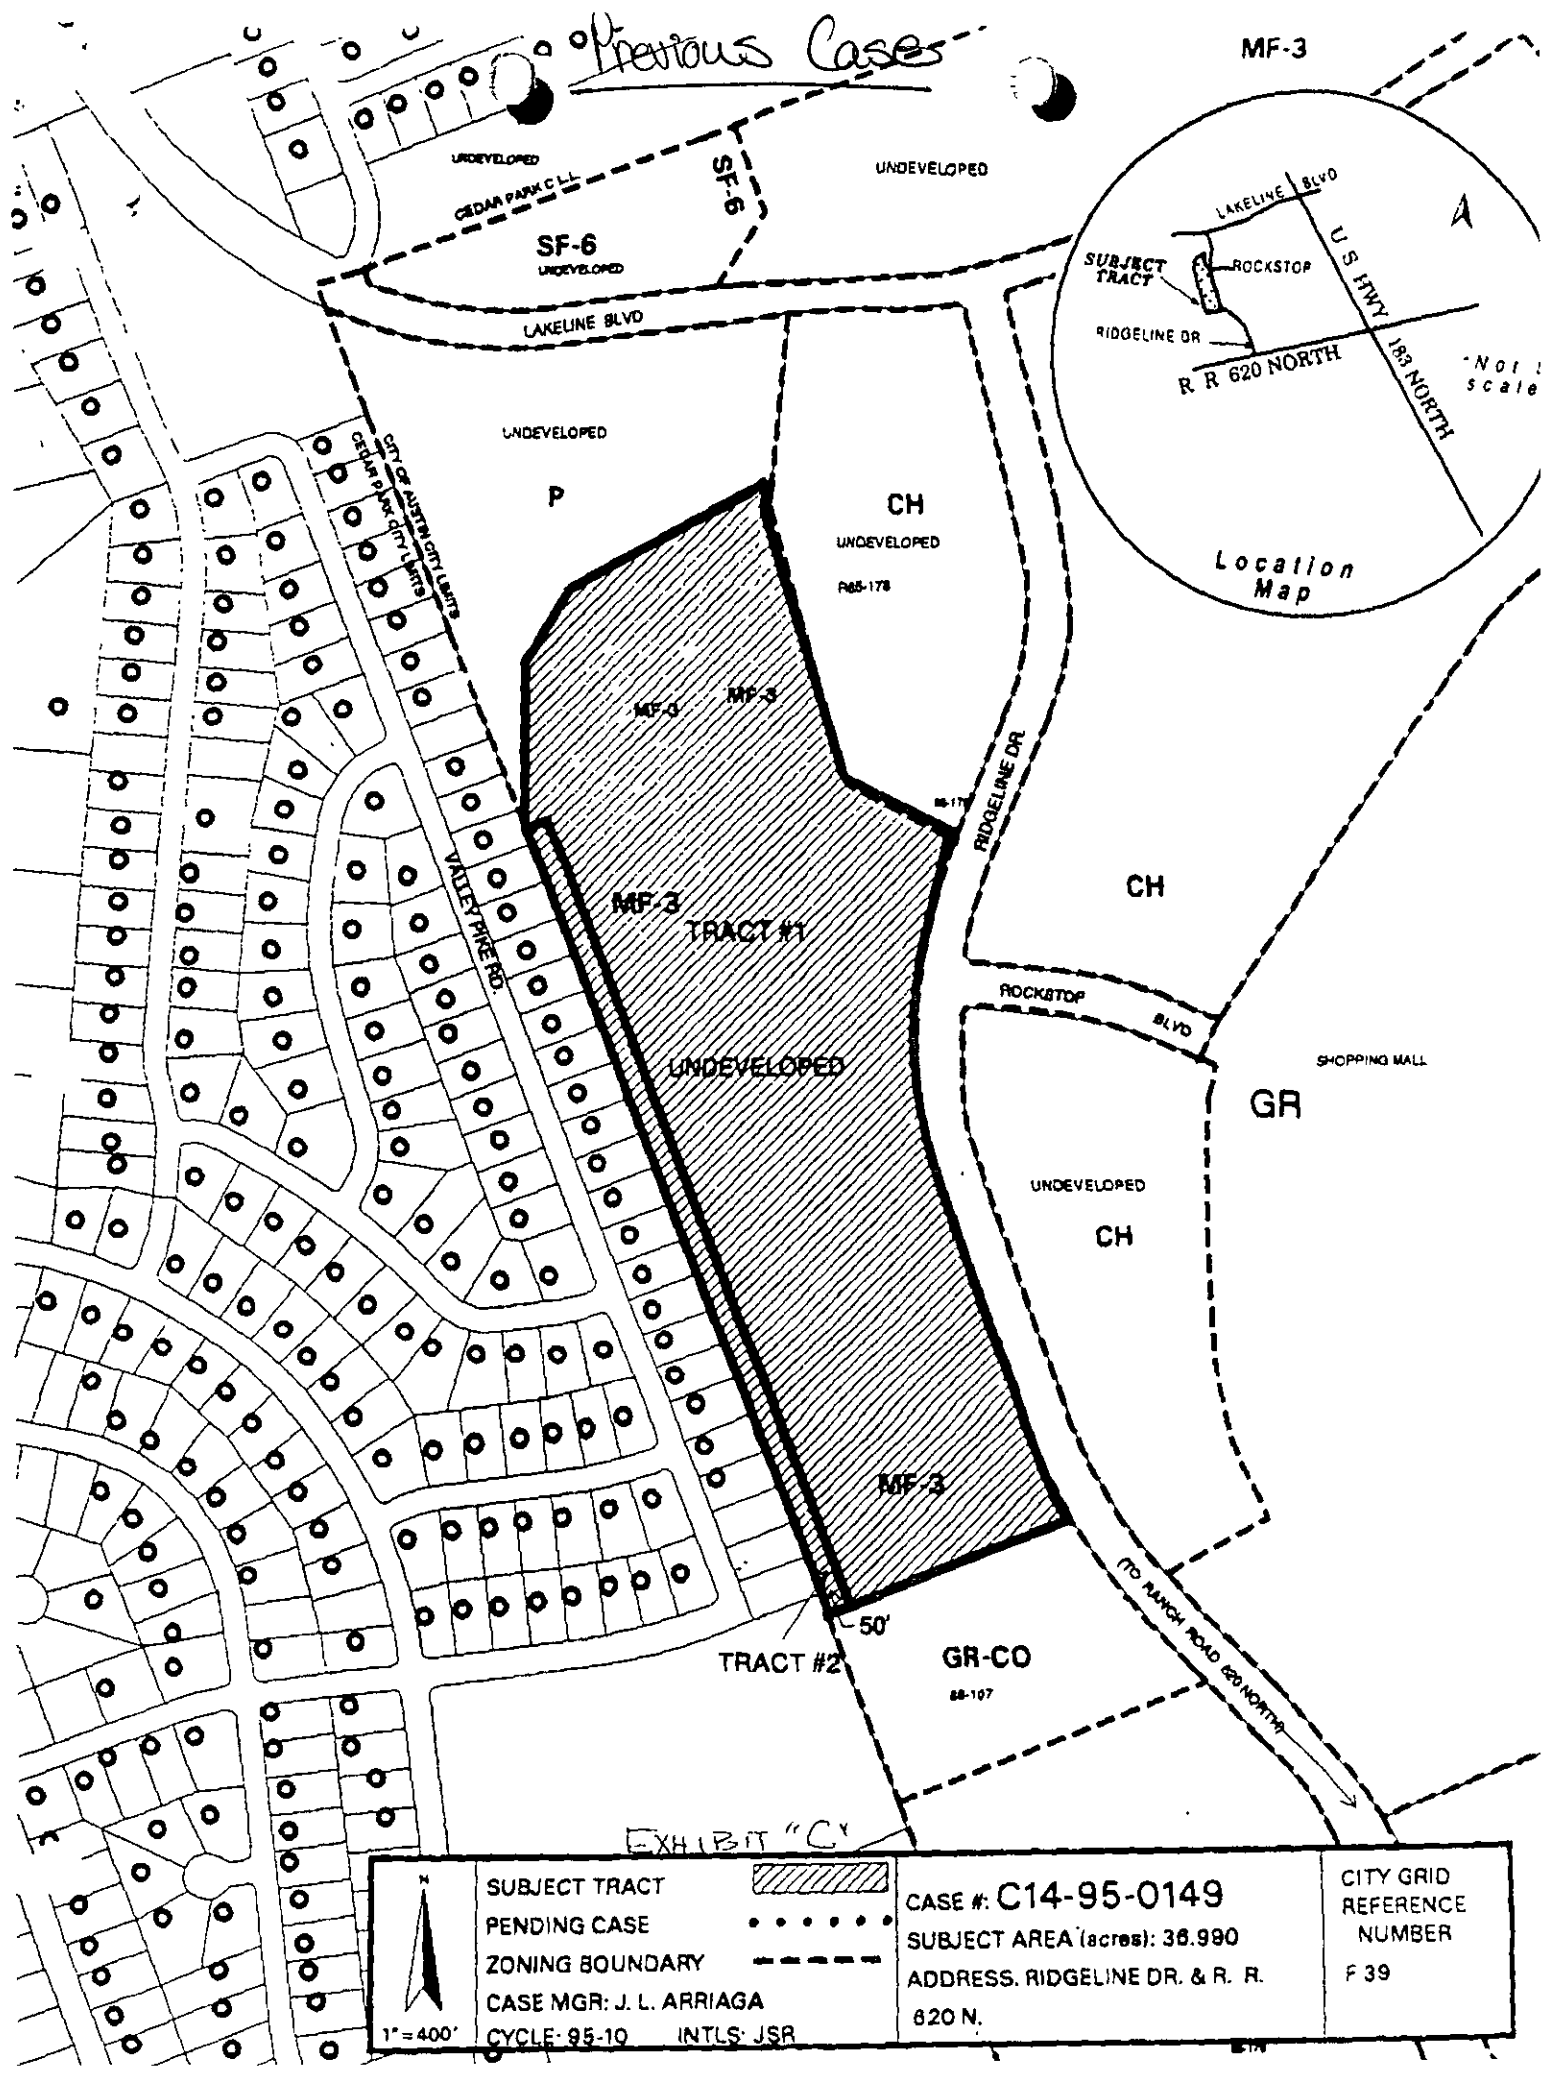 Previous Cases
MF-3
UNDEVELOPED
UNDEVELOPED
CEDAR PARK C.L.L.
SF-6
SF-6
UNDEVELOPED
LAKELINE BLVD
LAKELINE BLVD
U S HWY 183 NORTH
SUBJECT
TRACT
ROCKSTOP
RIDGELINE DR
R R 620 NORTH
"Not
scale
Location
Map
CITY OF AUSTIN CITY LIMITS
CEDAR PARK CITY LIMITS
UNDEVELOPED
P
CH
UNDEVELOPED
MF-3
MF-3
RIDGELINE DR.
VALLEY PIKE RD.
MF-3
TRACT #1
CH
ROCKSTOP
BLVD
SHOPPING MALL
UNDEVELOPED
GR
UNDEVELOPED
CH
MF-3
(TO RANCH ROAD 620 NORTH)
50'
TRACT #2
GR-CO
EXHIBIT "C"
N
1"=400'
SUBJECT TRACT
PENDING CASE
ZONING BOUNDARY
CASE MGR: J. L. ARRIAGA
CYCLE: 95-10 INTLS: JSR
CASE #: C14-95-0149
SUBJECT AREA (acres): 36.990
ADDRESS. RIDGELINE DR. & R. R.
620 N.
CITY GRID
REFERENCE
NUMBER
F 39